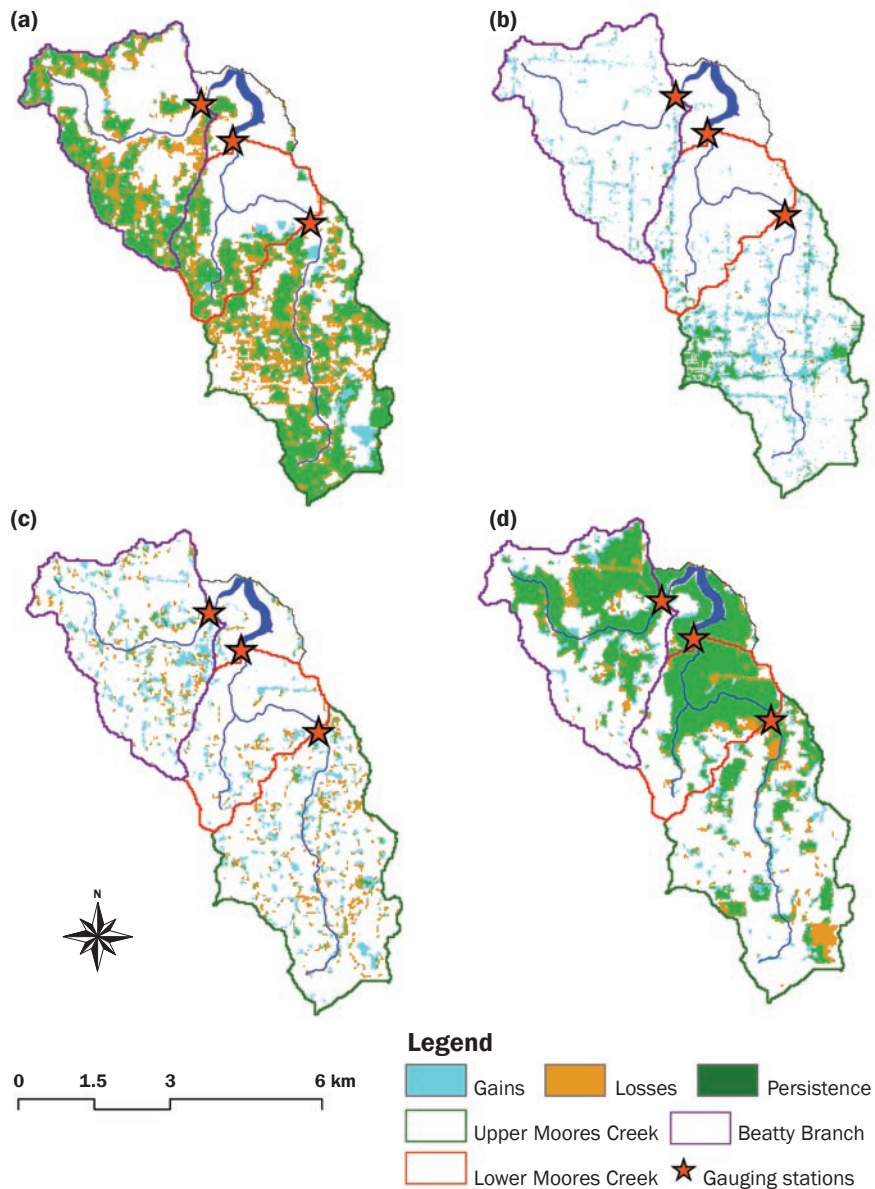 (a)
(b)
(c)
(d)
N
0 1.5 3 6 km
Legend
Gains Losses Persistence
Upper Moores Creek Beatty Branch
Lower Moores Creek Gauging stations